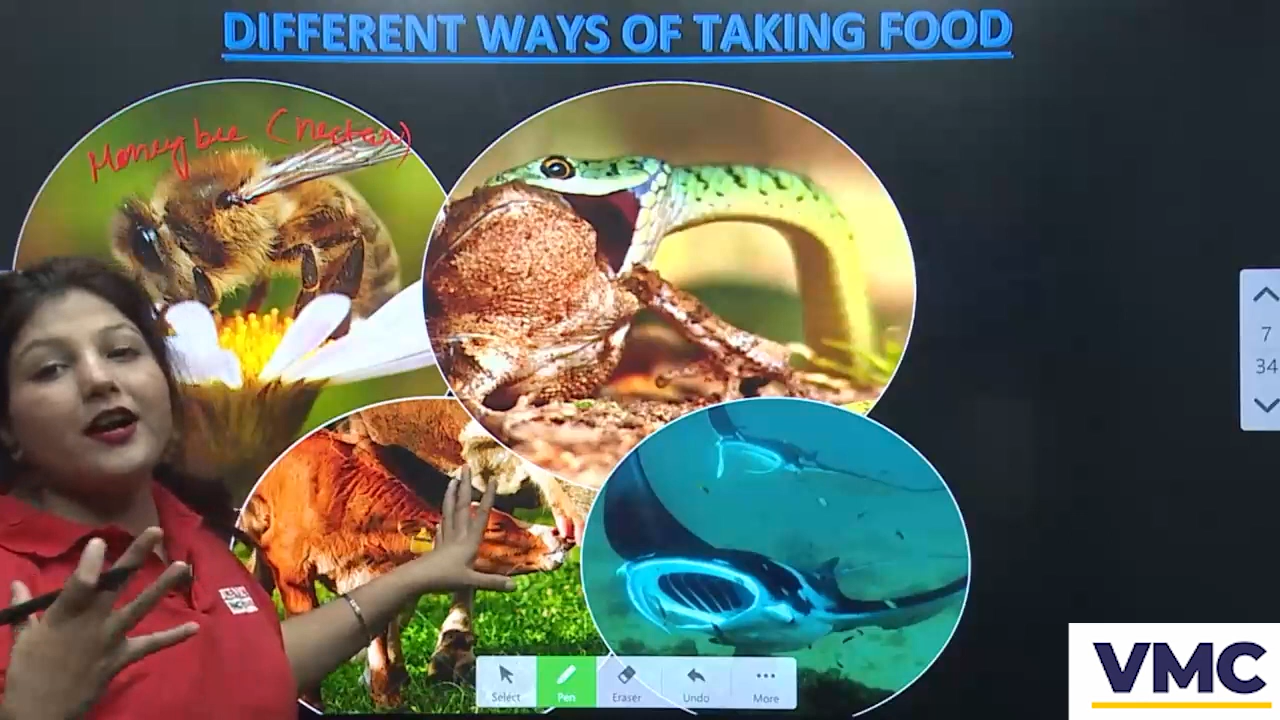 DIFFERENT WAYS OF TAKING FOOD
Honey bee (nectar)
7
34
Select
Pen
Eraser
Undo
More
VMC